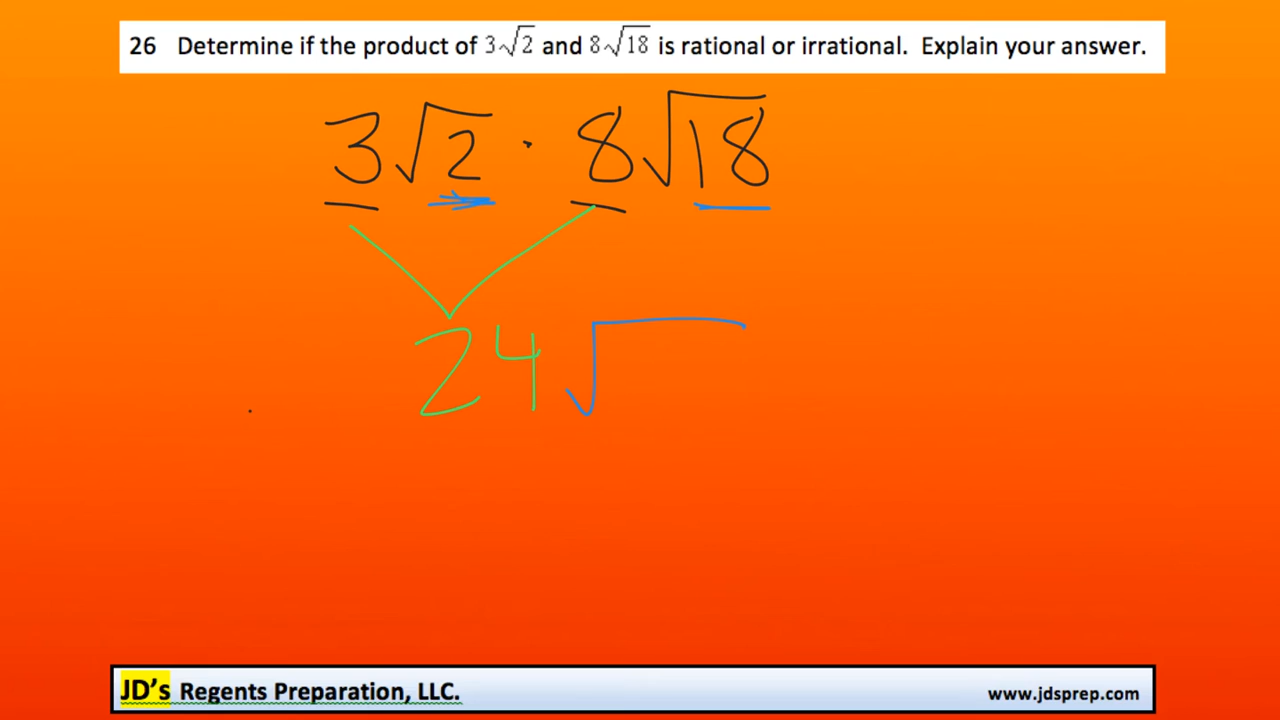 26 Determine if the product of 3√2 and 8√18 is rational or irrational. Explain your answer.
3√2 · 8√18
24√
JD's Regents Preparation, LLC.
www.jdsprep.com